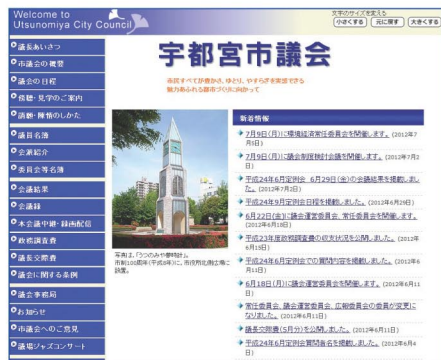 Welcome to
Utsunomiya City Council
文字のサイズを変える
小さくする
元に戻す
大きくする
宇都宮市議会
市民すべてが豊かさ、ゆとり、やすらぎを実感できる
魅力あふれる都市づくりに向かって
議長あいさつ
市議会の概要
議会の日程
傍聴・見学のご案内
請願・陳情のしかた
議員名簿
会派紹介
委員会等名簿
会議結果
会議録
本会議中継・録画配信
政務調査費
議長交際費
議会に関する条例
議会事務局
お知らせ
市議会へのご意見
議場ジャズコンサート
写真は、「うつのみや夢時計」。
市制100周年(平成8年)に、市役所北側広場に
設置。
新着情報
7月9日(月)に環境経済常任委員会を開催します。(2012年7
月5日)
7月9日(月)に議会制度検討会議を開催します。(2012年7月2
日)
平成24年6月定例会 6月29日(金)の会議結果を掲載しまし
た。(2012年7月2日)
平成24年9月定例会日程を掲載しました。(2012年6月29日)
6月22日(金)に議会運営委員会、常任委員会を開催します。
(2012年6月18日)
平成23年度政務調査費の収支状況を公開しました。(2012年
6月15日)
平成24年6月定例会での質問内容を掲載しました。(2012年
6月11日)
6月18日(月)に議会運営委員会を開催します。(2012年6月11
日)
常任委員会、議会運営委員会、広報委員会の委員が変更に
なりました。(2012年6月11日)
議長交際費(5月分)を公開しました。(2012年6月11日)
平成24年6月定例会質問者名を掲載しました。(2012年6月4
日)